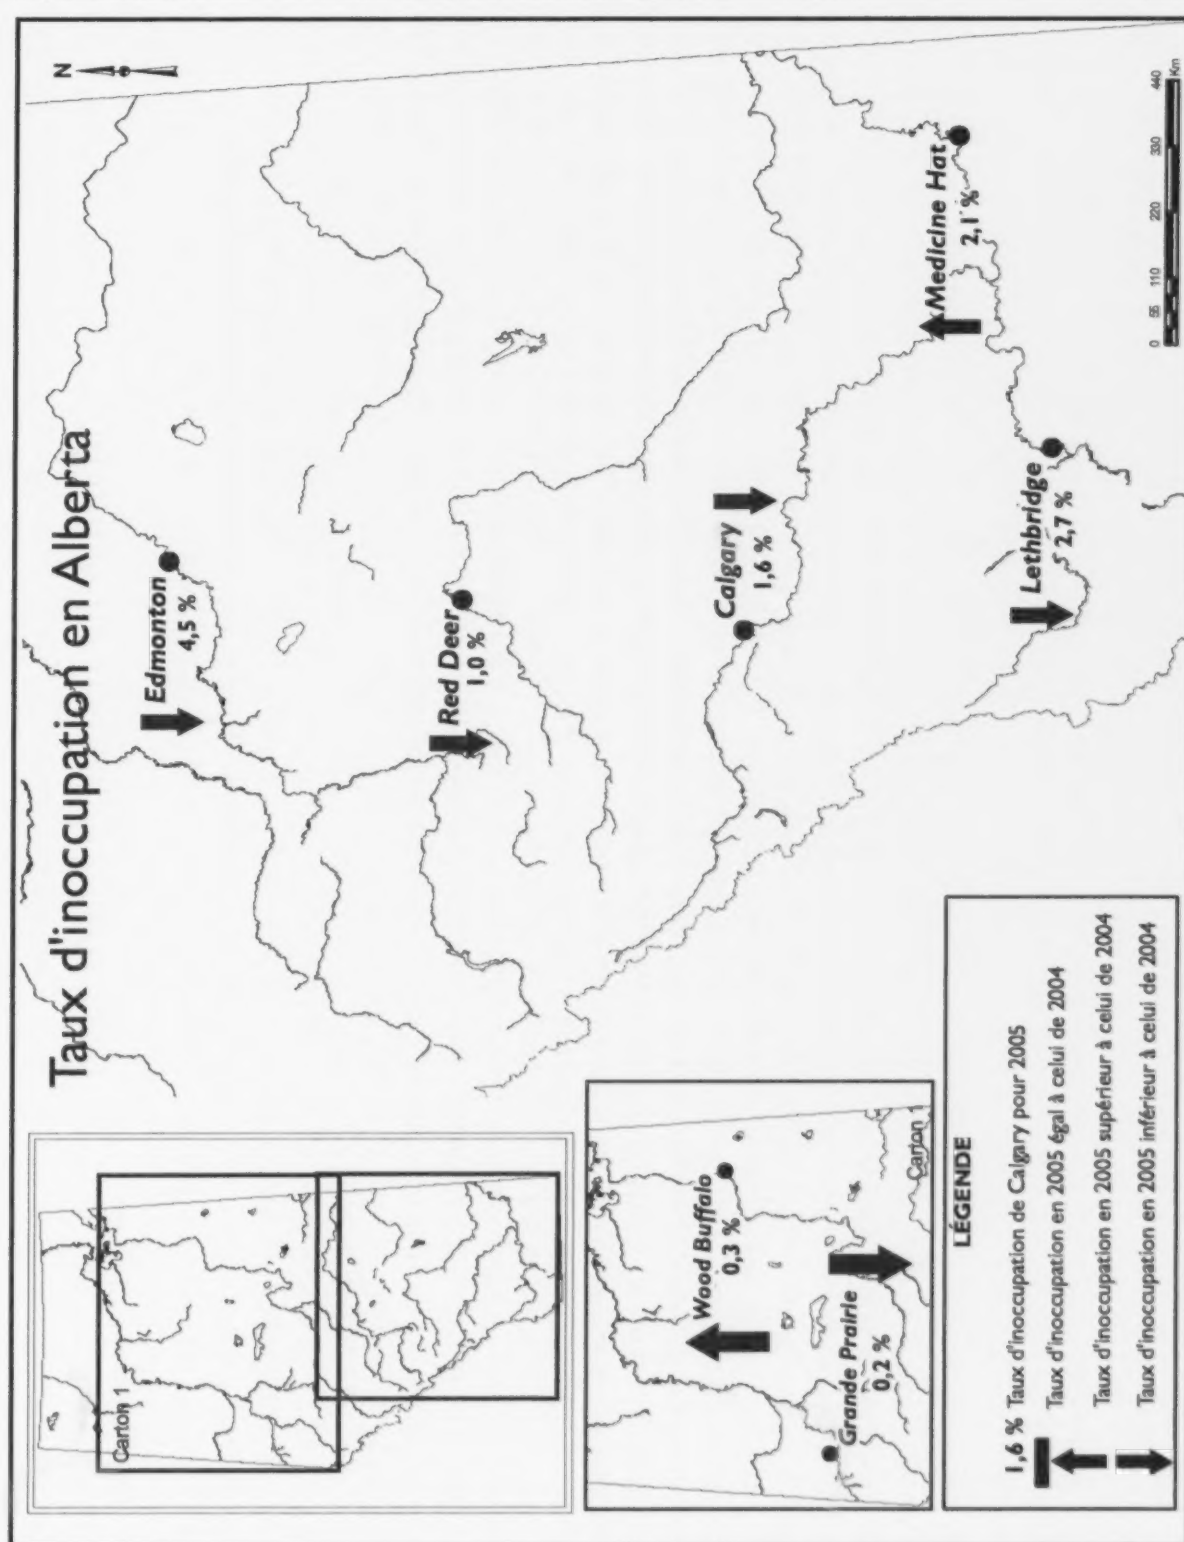 Taux d'inoccupation en Alberta
N
Edmonton
4,5 %
Red Deer
1,0 %
Calgary
1,6 %
Medicine Hat
2,1 %
Lethbridge
2,7 %
0 55 110 220 330 440
Km
Carton 1
Wood Buffalo
0,3 %
Grande Prairie
0,2 %
Carton 1
LÉGENDE
1,6 % Taux d'inoccupation de Calgary pour 2005
Taux d'inoccupation en 2005 égal à celui de 2004
Taux d'inoccupation en 2005 supérieur à celui de 2004
Taux d'inoccupation en 2005 inférieur à celui de 2004